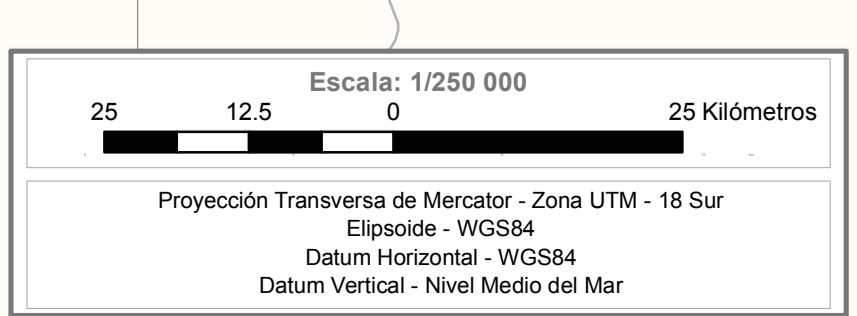 Escala: 1/250 000
25 12.5 0 25 Kilómetros
Proyección Transversa de Mercator - Zona UTM - 18 Sur
Elipsoide - WGS84
Datum Horizontal - WGS84
Datum Vertical - Nivel Medio del Mar